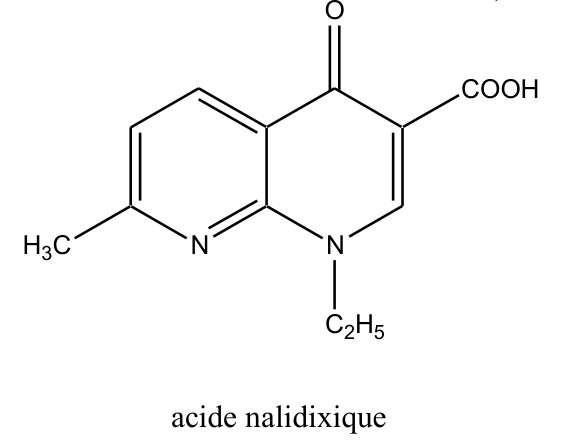 O
COOH
H₃C
N
N
C₂H₅
acide nalidixique